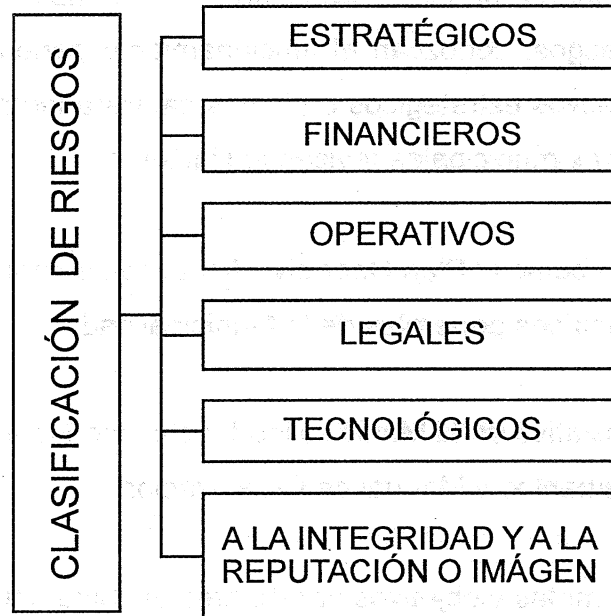 CLASIFICACIÓN DE RIESGOS
ESTRATÉGICOS
FINANCIEROS
OPERATIVOS
LEGALES
TECNOLÓGICOS
A LA INTEGRIDAD Y A LA
REPUTACIÓN O IMÁGEN